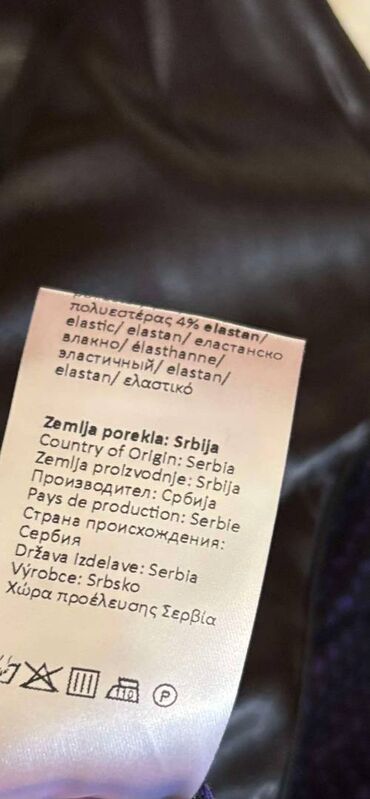 πολυεστέρας 4% elastan/
elastic/ elastan/ еластанско
влакно/ élasthanne/
эластичный/ elastan/
elastan/ ελαστικό
Zemlja porekla: Srbija
Country of Origin: Serbia
Zemlja proizvodnje: Srbija
Производител: Србија
Pays de production: Serbie
Страна происхождения:
Сербия
Država Izdelave: Serbia
Výrobce: Srbsko
Χώρα προέλευσης Σερβία
110 P